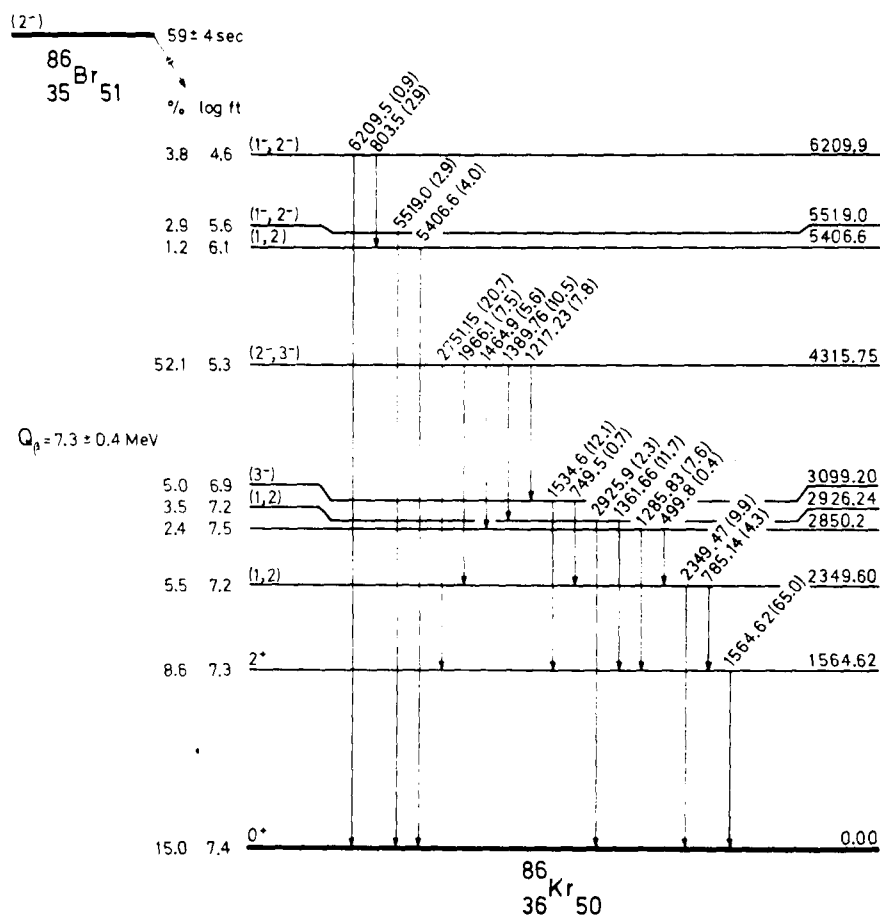 (2⁻)
59 ± 4 sec
⁸⁶₃₅Br₅₁
% log ft
6209.5 (0.9)
803.5 (2.9)
3.8 4.6 (1⁻,2⁻) 6209.9
5519.0 (2.9)
5406.6 (4.0)
2.9 5.6 (1⁻,2⁻) 5519.0
1.2 6.1 (1,2) 5406.6
2751.15 (20.7)
1966.1 (7.5)
1464.9 (5.6)
1389.76 (10.5)
1217.23 (7.8)
52.1 5.3 (2⁻,3⁻) 4315.75
Qᵦ = 7.3 ± 0.4 MeV
1534.6 (12.1)
749.5 (0.7)
2925.9 (2.3)
1361.66 (11.7)
1285.83 (7.6)
499.8 (0.4)
5.0 6.9 (3⁻) 3099.20
3.5 7.2 (1,2) 2926.24
2.4 7.5 2850.2
2349.47 (9.9)
785.14 (4.3)
5.5 7.2 (1,2) 2349.60
1564.62 (65.0)
8.6 7.3 2⁺ 1564.62
15.0 7.4 0⁺ 0.00
⁸⁶₃₆Kr₅₀